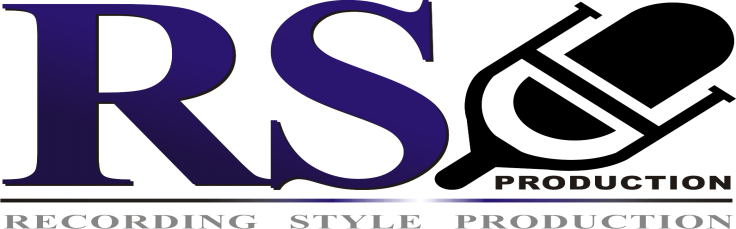 RS
PRODUCTION
RECORDING STYLE PRODUCTION